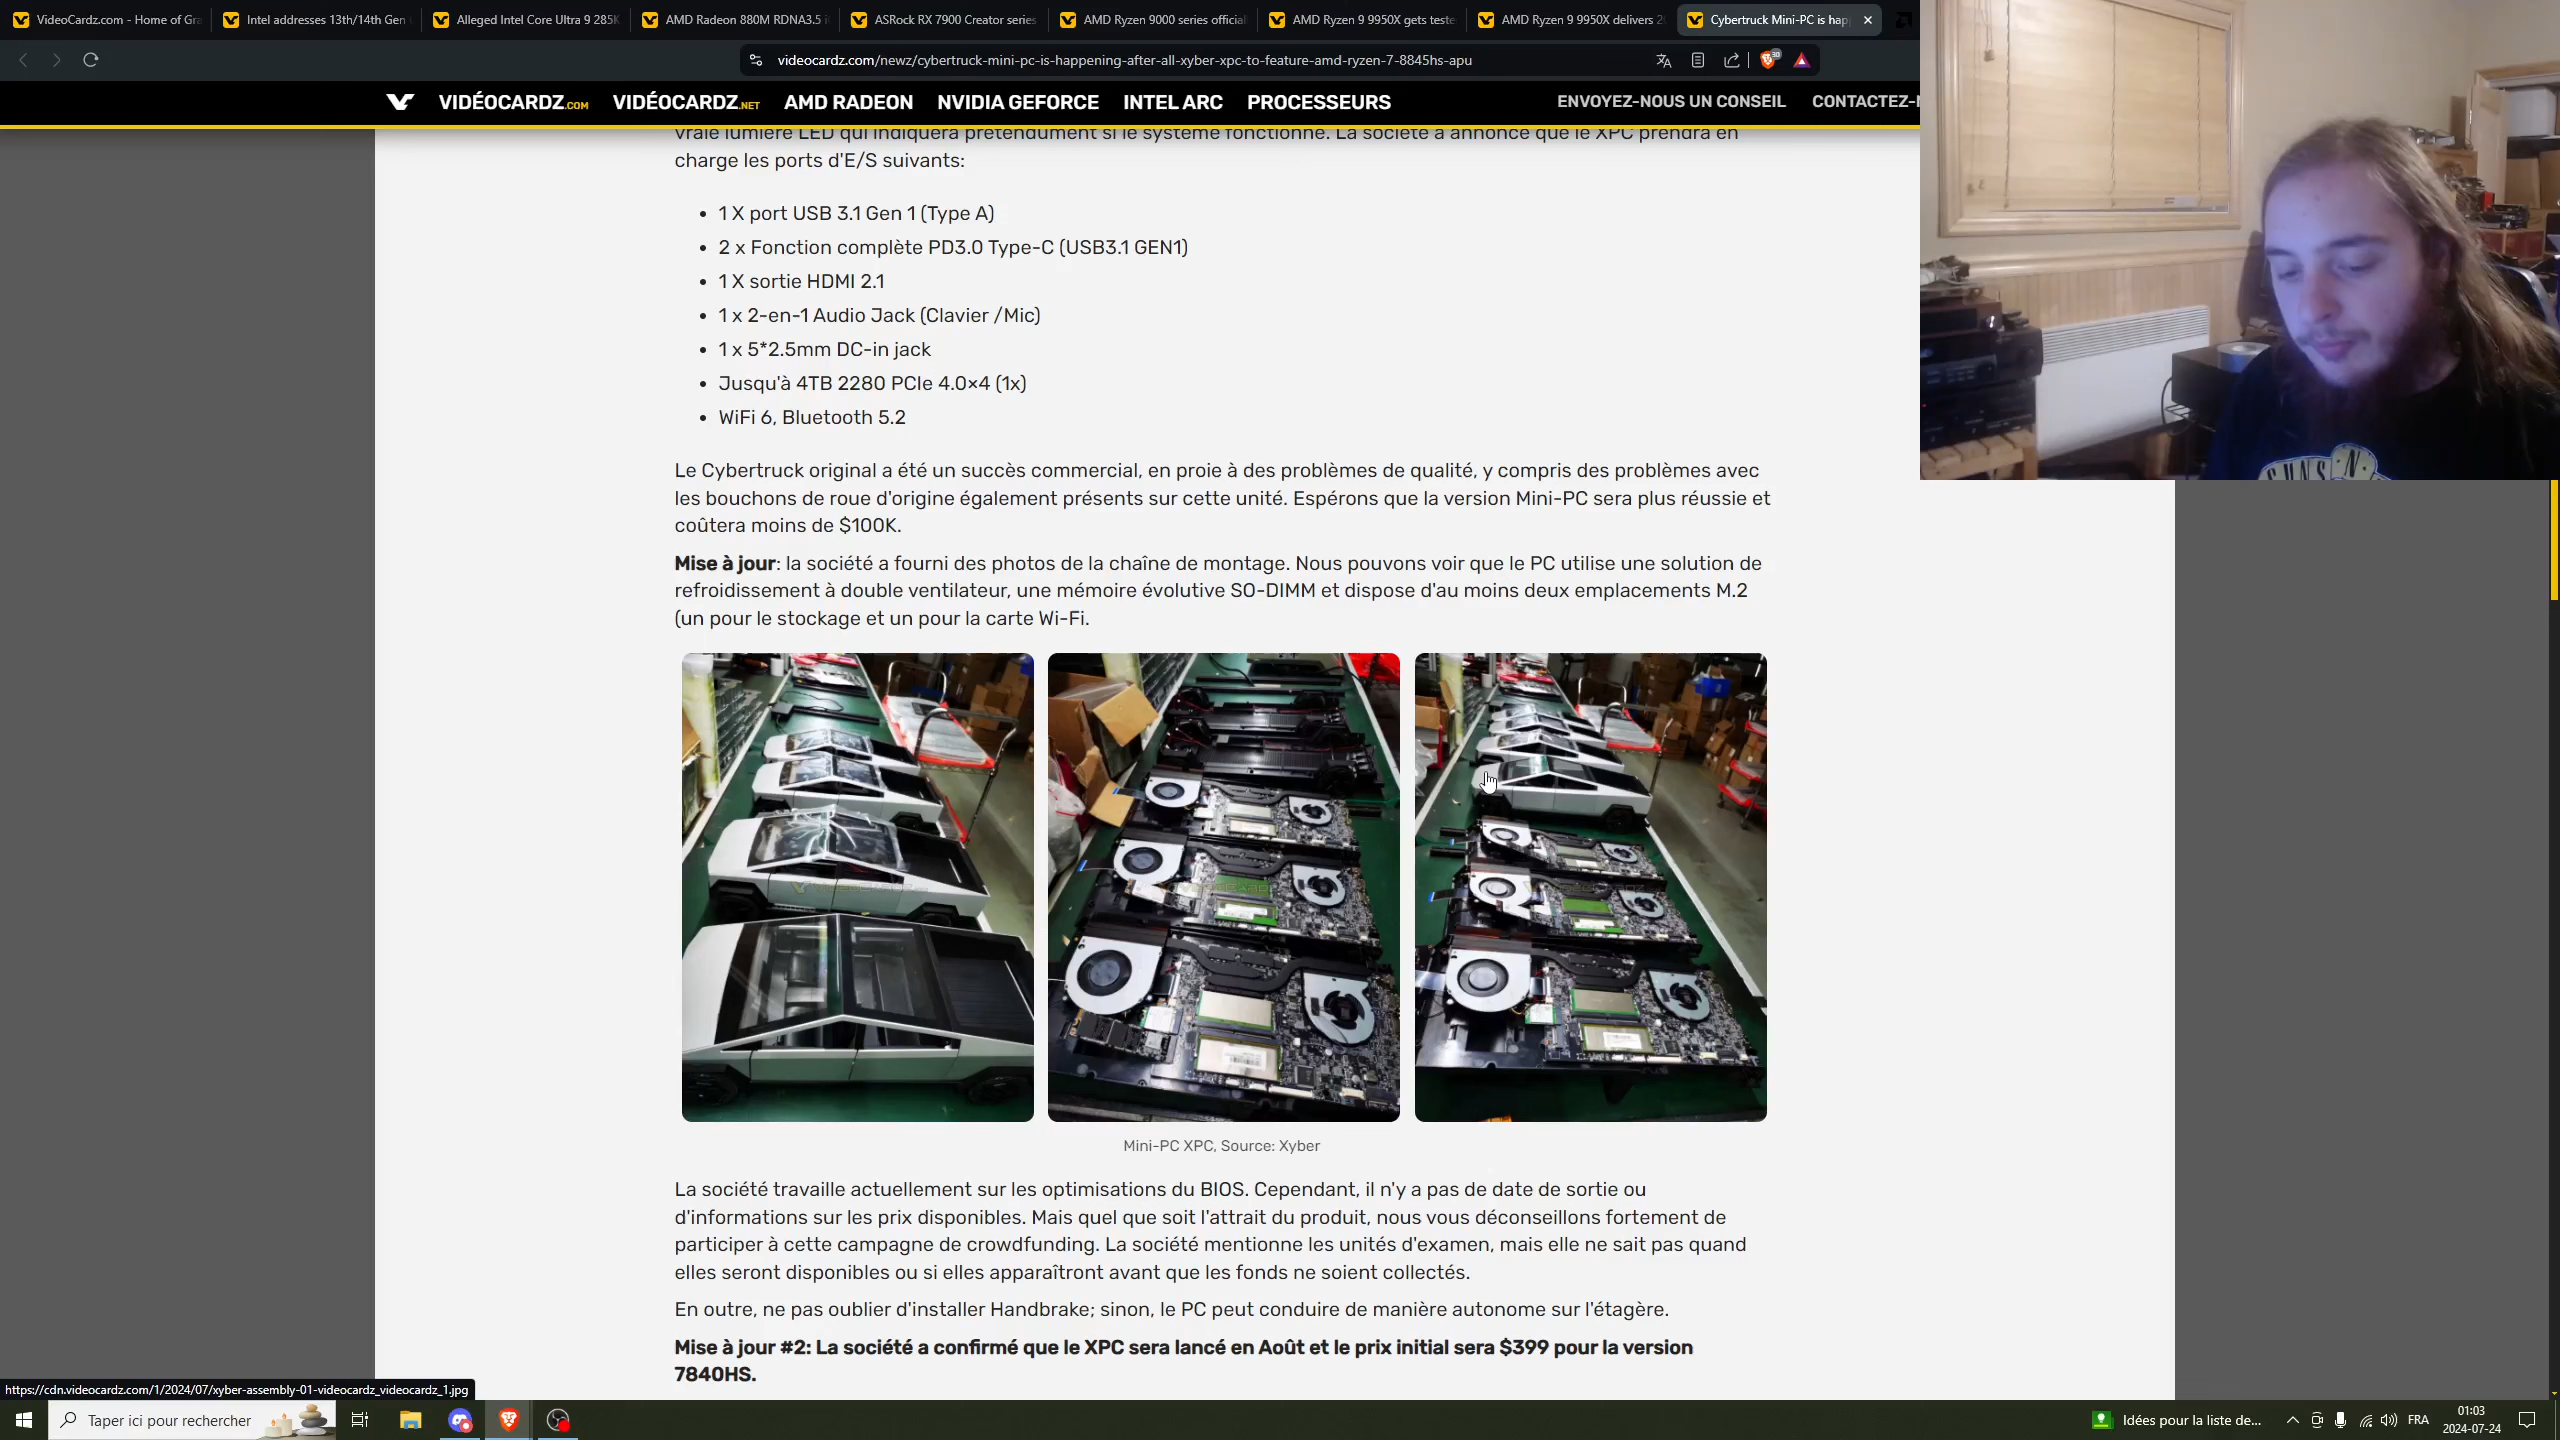 VideoCardz.com - Home of Gra
Intel addresses 13th/14th Gen
Alleged Intel Core Ultra 9 285K
AMD Radeon 880M RDNA3.5 i
ASRock RX 7900 Creator series
AMD Ryzen 9000 series official
AMD Ryzen 9 9950X gets teste
AMD Ryzen 9 9950X delivers 2
Cybertruck Mini-PC is hap
videocardz.com/newz/cybertruck-mini-pc-is-happening-after-all-xyber-xpc-to-feature-amd-ryzen-7-8845hs-apu
VIDÉOCARDZ.COM VIDÉOCARDZ.NET AMD RADEON NVIDIA GEFORCE INTEL ARC PROCESSEURS ENVOYEZ-NOUS UN CONSEIL CONTACTEZ-N
vraie lumière LED qui indiquera prétendument si le système fonctionne. La société a annoncé que le XPC prendra en
charge les ports d'E/S suivants:
• 1 X port USB 3.1 Gen 1 (Type A)
• 2 x Fonction complète PD3.0 Type-C (USB3.1 GEN1)
• 1 X sortie HDMI 2.1
• 1 x 2-en-1 Audio Jack (Clavier /Mic)
• 1 x 5*2.5mm DC-in jack
• Jusqu'à 4TB 2280 PCIe 4.0×4 (1x)
• WiFi 6, Bluetooth 5.2
Le Cybertruck original a été un succès commercial, en proie à des problèmes de qualité, y compris des problèmes avec
les bouchons de roue d'origine également présents sur cette unité. Espérons que la version Mini-PC sera plus réussie et
coûtera moins de $100K.
Mise à jour: la société a fourni des photos de la chaîne de montage. Nous pouvons voir que le PC utilise une solution de
refroidissement à double ventilateur, une mémoire évolutive SO-DIMM et dispose d'au moins deux emplacements M.2
(un pour le stockage et un pour la carte Wi-Fi.
Mini-PC XPC, Source: Xyber
La société travaille actuellement sur les optimisations du BIOS. Cependant, il n'y a pas de date de sortie ou
d'informations sur les prix disponibles. Mais quel que soit l'attrait du produit, nous vous déconseillons fortement de
participer à cette campagne de crowdfunding. La société mentionne les unités d'examen, mais elle ne sait pas quand
elles seront disponibles ou si elles apparaîtront avant que les fonds ne soient collectés.
En outre, ne pas oublier d'installer Handbrake; sinon, le PC peut conduire de manière autonome sur l'étagère.
Mise à jour #2: La société a confirmé que le XPC sera lancé en Août et le prix initial sera $399 pour la version
7840HS.
https://cdn.videocardz.com/1/2024/07/xyber-assembly-01-videocardz_videocardz_1.jpg
Taper ici pour rechercher
Idées pour la liste de...
FRA
01:03
2024-07-24